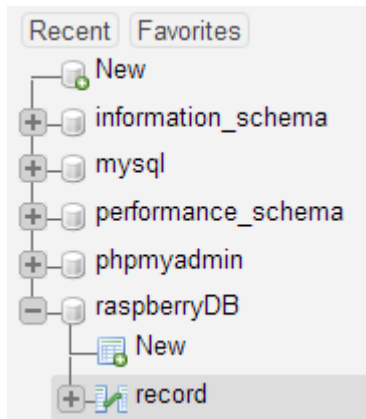 Recent Favorites
New
information_schema
mysql
performance_schema
phpmyadmin
raspberryDB
New
record